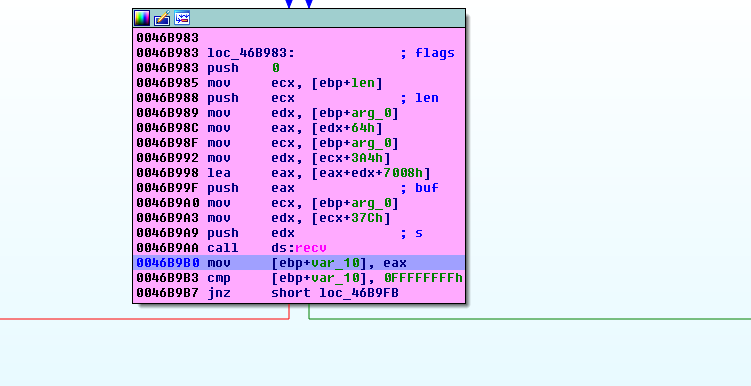 0046B983
0046B983 loc_46B983: ; flags
0046B983 push 0
0046B985 mov ecx, [ebp+len]
0046B988 push ecx ; len
0046B989 mov edx, [ebp+arg_0]
0046B98C mov eax, [edx+64h]
0046B98F mov ecx, [ebp+arg_0]
0046B992 mov edx, [ecx+3A4h]
0046B998 lea eax, [eax+edx+7008h]
0046B99F push eax ; buf
0046B9A0 mov ecx, [ebp+arg_0]
0046B9A3 mov edx, [ecx+37Ch]
0046B9A9 push edx ; s
0046B9AA call ds:recv
0046B9B0 mov [ebp+var_10], eax
0046B9B3 cmp [ebp+var_10], 0FFFFFFFFh
0046B9B7 jnz short loc_46B9FB